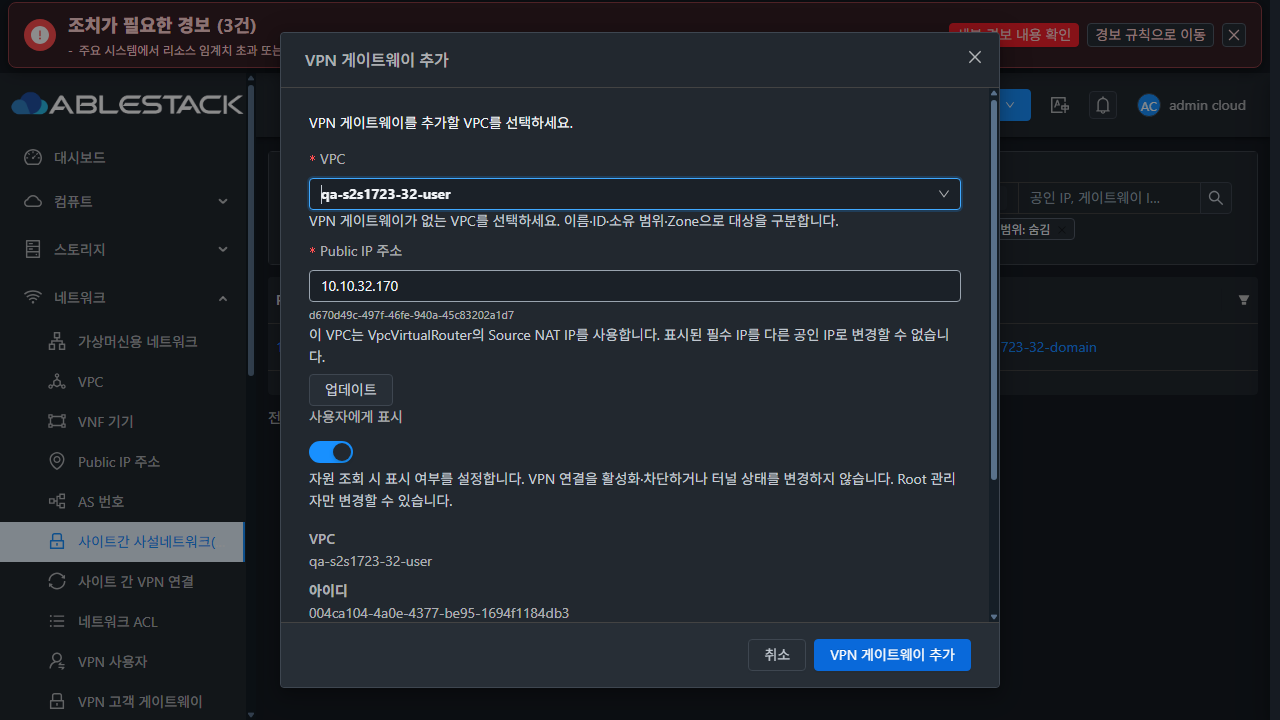 조치가 필요한 경보 (3건)
- 주요 시스템에서 리소스 임계치 초과 또는
경보 내용 확인
경보 규칙으로 이동
ABLESTACK
AC
admin cloud
대시보드
컴퓨트
스토리지
네트워크
가상머신용 네트워크
VPC
VNF 기기
Public IP 주소
AS 번호
사이트간 사설네트워크(
사이트 간 VPN 연결
네트워크 ACL
VPN 사용자
VPN 고객 게이트웨이
공인 IP, 게이트웨이 I...
범위: 숨김
723-32-domain
VPN 게이트웨이 추가
VPN 게이트웨이를 추가할 VPC를 선택하세요.
* VPC
qa-s2s1723-32-user
VPN 게이트웨이가 없는 VPC를 선택하세요. 이름·ID·소유 범위·Zone으로 대상을 구분합니다.
* Public IP 주소
10.10.32.170
d670d49c-497f-46fe-940a-45c83202a1d7
이 VPC는 VpcVirtualRouter의 Source NAT IP를 사용합니다. 표시된 필수 IP를 다른 공인 IP로 변경할 수 없습니
다.
업데이트
사용자에게 표시
자원 조회 시 표시 여부를 설정합니다. VPN 연결을 활성화·차단하거나 터널 상태를 변경하지 않습니다. Root 관리
자만 변경할 수 있습니다.
VPC
qa-s2s1723-32-user
아이디
004ca104-4a0e-4377-be95-1694f1184db3
취소
VPN 게이트웨이 추가